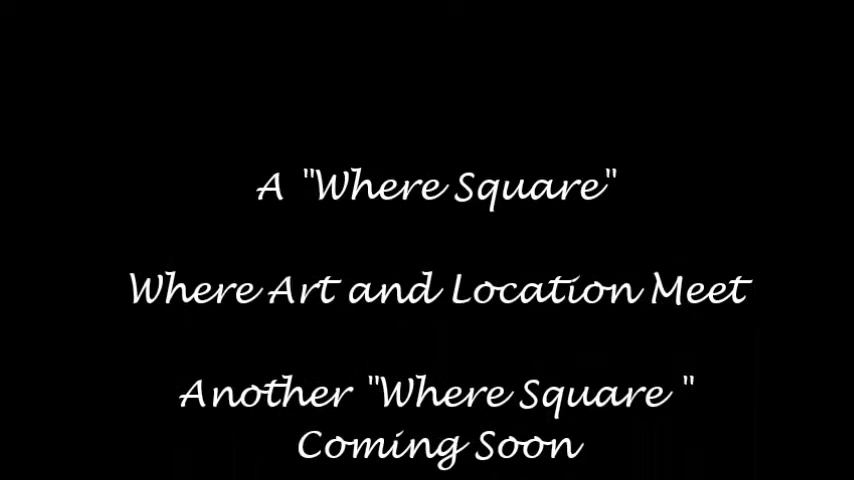 A "Where Square"
Where Art and Location Meet
Another "Where Square "
Coming Soon